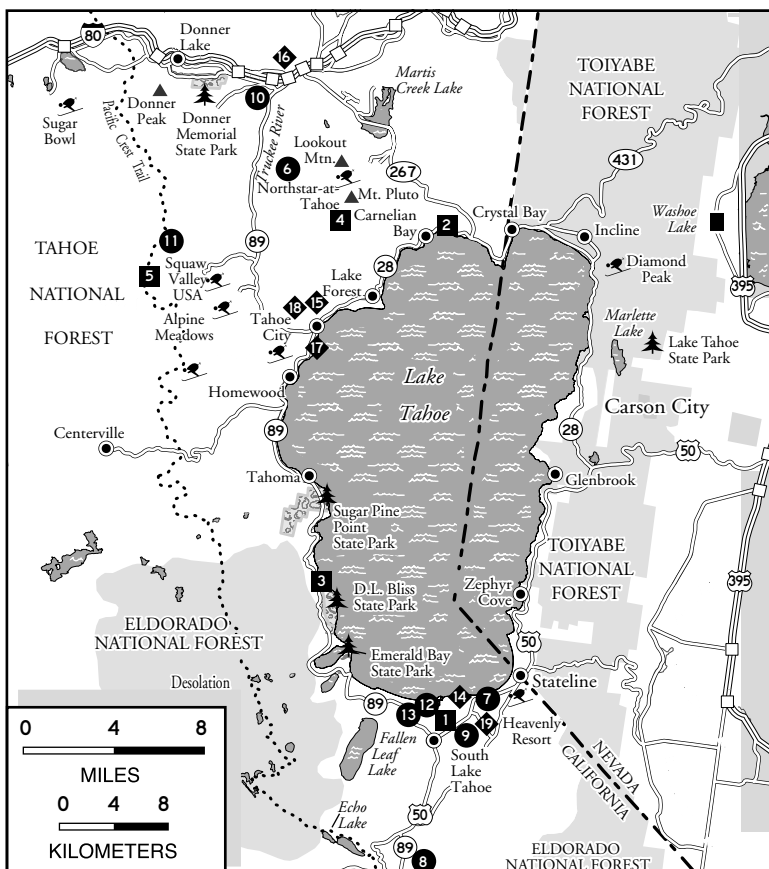 80
Donner
Lake
16
Martis
Creek Lake
TOIYABE
NATIONAL
FOREST
Sugar
Bowl
Donner
Peak
Donner
Memorial
State Park
10
Pacific Crest Trail
Truckee River
Lookout
Mtn.
6
267
431
Northstar-at-
Tahoe
Mt. Pluto
4
Carnelian
Bay
2
Crystal Bay
Incline
Washoe
Lake
11
89
TAHOE
NATIONAL
FOREST
5
Squaw
Valley
USA
28
Diamond
Peak
395
Lake
Forest
18
15
Alpine
Meadows
Tahoe
City
17
Marlette
Lake
Lake Tahoe
State Park
Homewood
Lake
Tahoe
Carson City
Centerville
89
28
50
Tahoma
Glenbrook
Sugar Pine
Point
State Park
TOIYABE
NATIONAL
FOREST
395
3
D.L. Bliss
State Park
Zephyr
Cove
ELDORADO
NATIONAL FOREST
Emerald Bay
State Park
50
Desolation
Stateline
89
13
12
14
7
1
9
19
Heavenly
Resort
Fallen
Leaf
Lake
South
Lake
Tahoe
NEVADA
CALIFORNIA
0 4 8
MILES
0 4 8
KILOMETERS
Echo
Lake
50
89
8
ELDORADO
NATIONAL FOREST